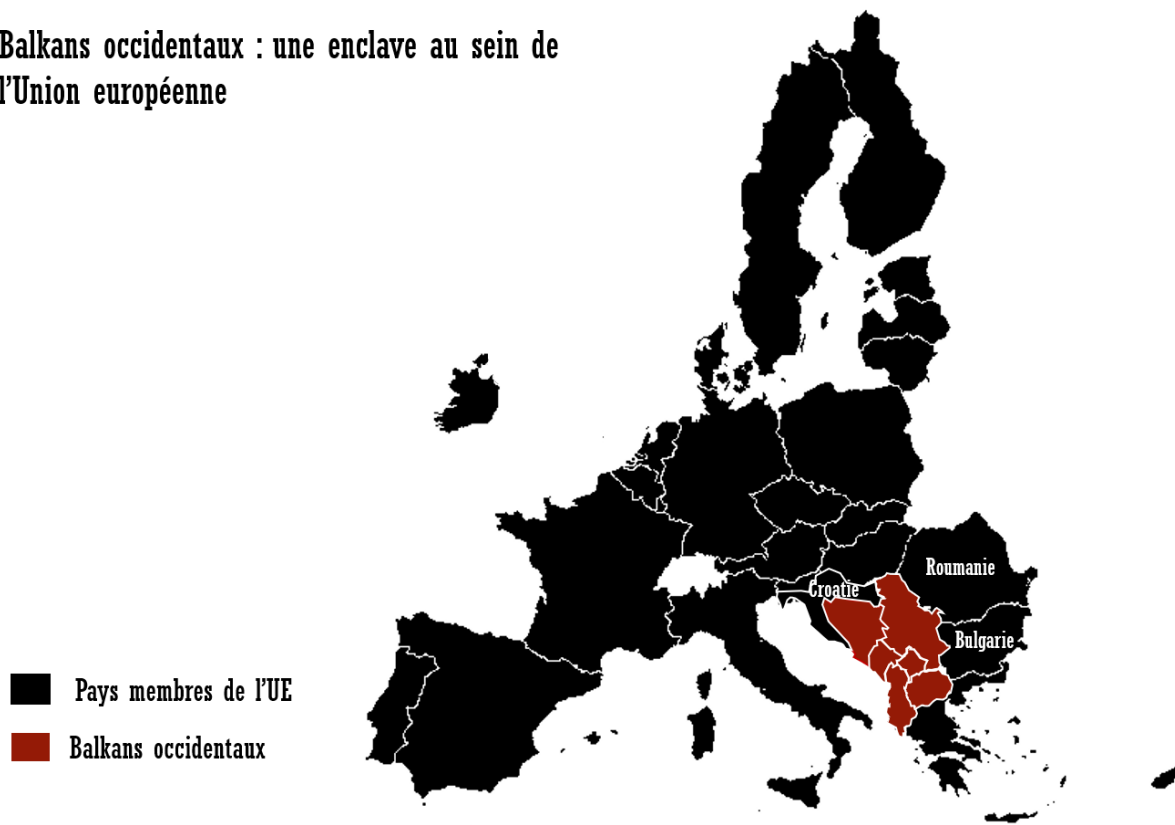 Balkans occidentaux : une enclave au sein de
l'Union européenne
Roumanie
Croatie
Bulgarie
Pays membres de l'UE
Balkans occidentaux